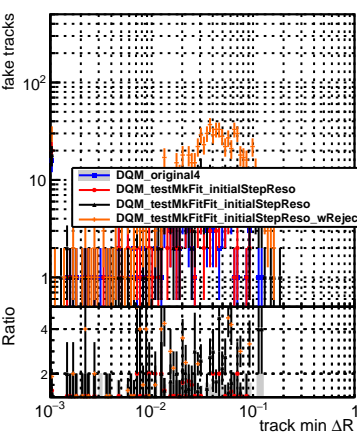 fake tracks
10²
DQM_original4
DQM_testMkFit_initialStepReso
10
DQM_testMkFitFit_initialStepReso
DQM_testMkFitFit_initialStepReso_wRejec
1
Ratio
4
2
10⁻³ 10⁻² 10⁻¹ 1
track min ΔR